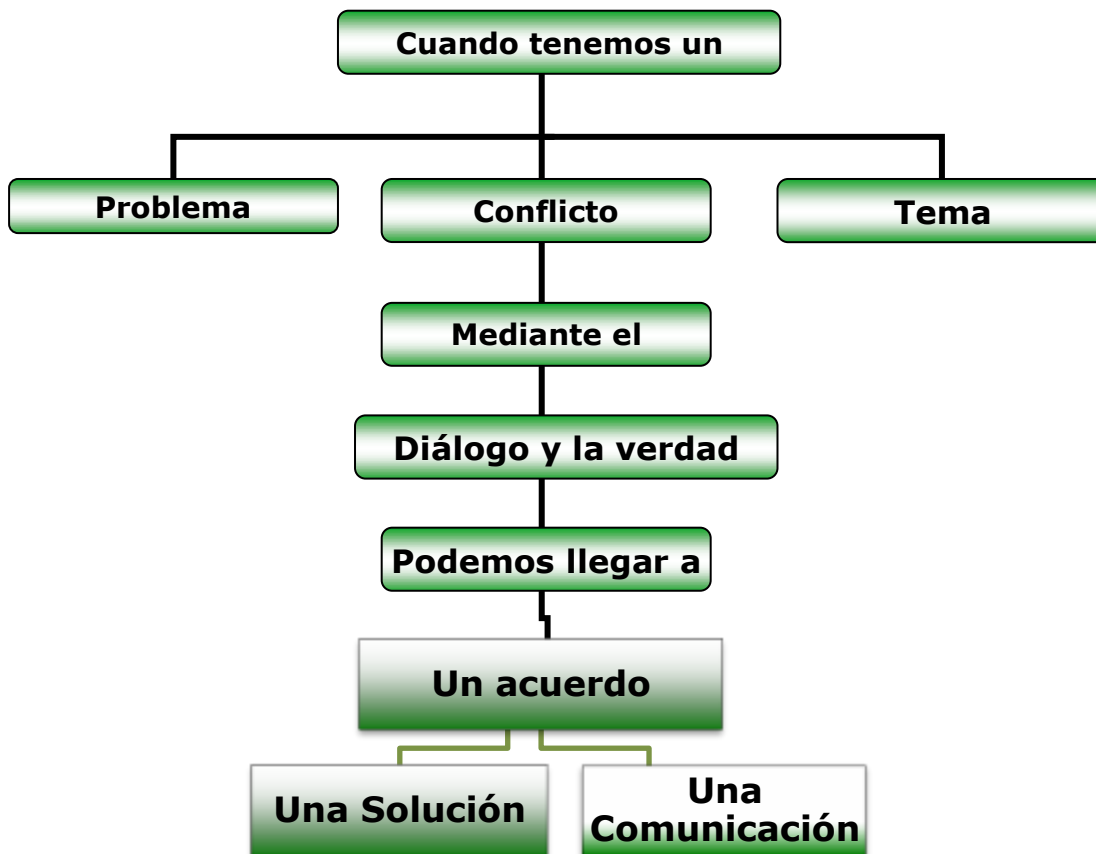 Cuando tenemos un
Problema
Conflicto
Tema
Mediante el
Diálogo y la verdad
Podemos llegar a
Un acuerdo
Una Solución
Una
Comunicación